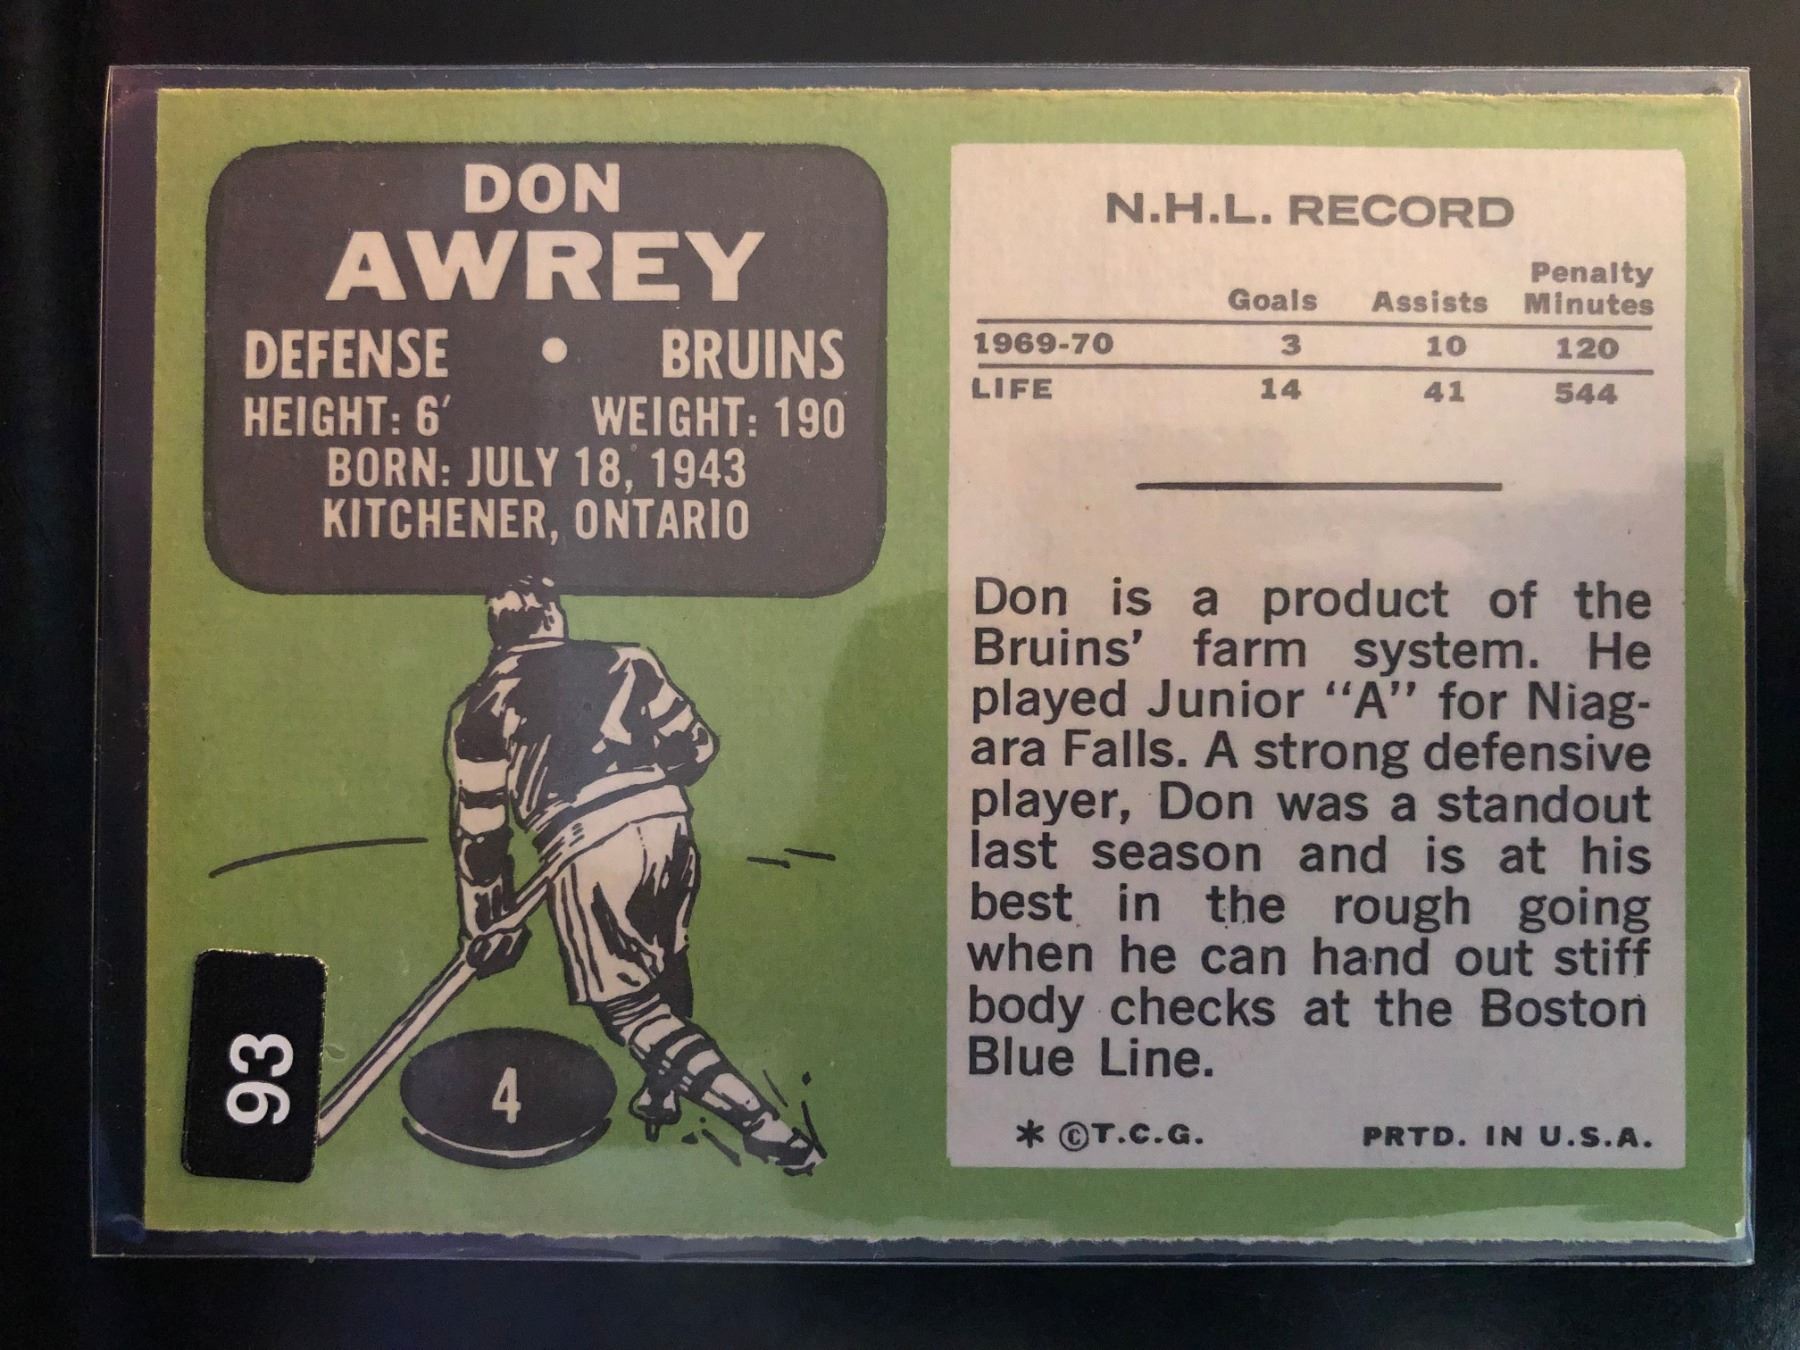 DON
AWREY
DEFENSE • BRUINS
HEIGHT: 6′ WEIGHT: 190
BORN: JULY 18, 1943
KITCHENER, ONTARIO
93
4
N.H.L. RECORD
Goals Assists Penalty Minutes
1969-70 3 10 120
LIFE 14 41 544
Don is a product of the
Bruins’ farm system. He
played Junior “A” for Niag-
ara Falls. A strong defensive
player, Don was a standout
last season and is at his
best in the rough going
when he can hand out stiff
body checks at the Boston
Blue Line.
* ©T.C.G. PRTD. IN U.S.A.